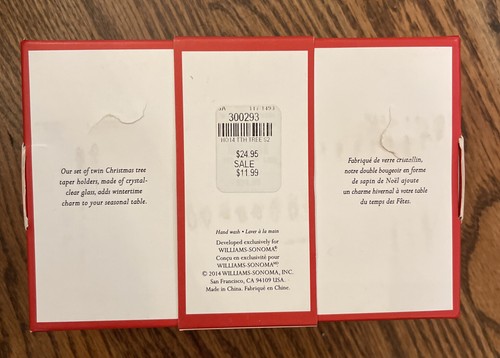 Our set of twin Christmas tree
taper holders, made of crystal-
clear glass, adds wintertime
charm to your seasonal table.
300293
HO14 TTH TREE S2
$24.95
SALE
$11.99
Hand wash • Laver à la main
Developed exclusively for
WILLIAMS-SONOMA®.
Conçu en exclusivité pour
WILLIAMS-SONOMA
© 2014 WILLIAMS-SONOMA, INC.
San Francisco, CA 94109 USA.
Made in China. Fabriqué en Chine.
Fabriqué de verre cristallin,
notre double bougeoir en forme
de sapin de Noël ajoute
un charme hivernal à votre table
du temps des Fêtes.